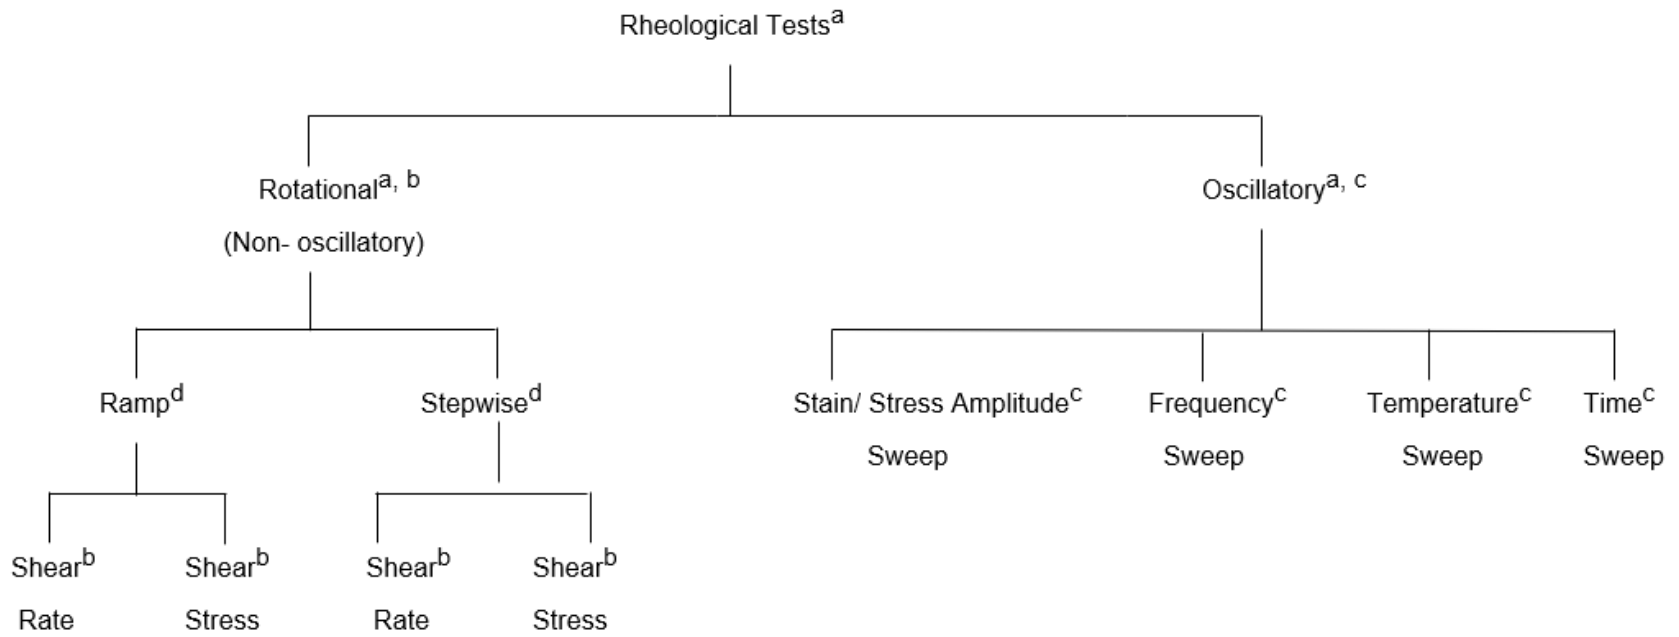 Rheological Testsa
Rotationala, b
(Non- oscillatory)
Oscillatorya, c
Rampd
Stepwised
Stain/ Stress Amplitudec
Sweep
Frequencyc
Sweep
Temperaturec
Sweep
Timec
Sweep
Shearb
Rate
Shearb
Stress
Shearb
Rate
Shearb
Stress